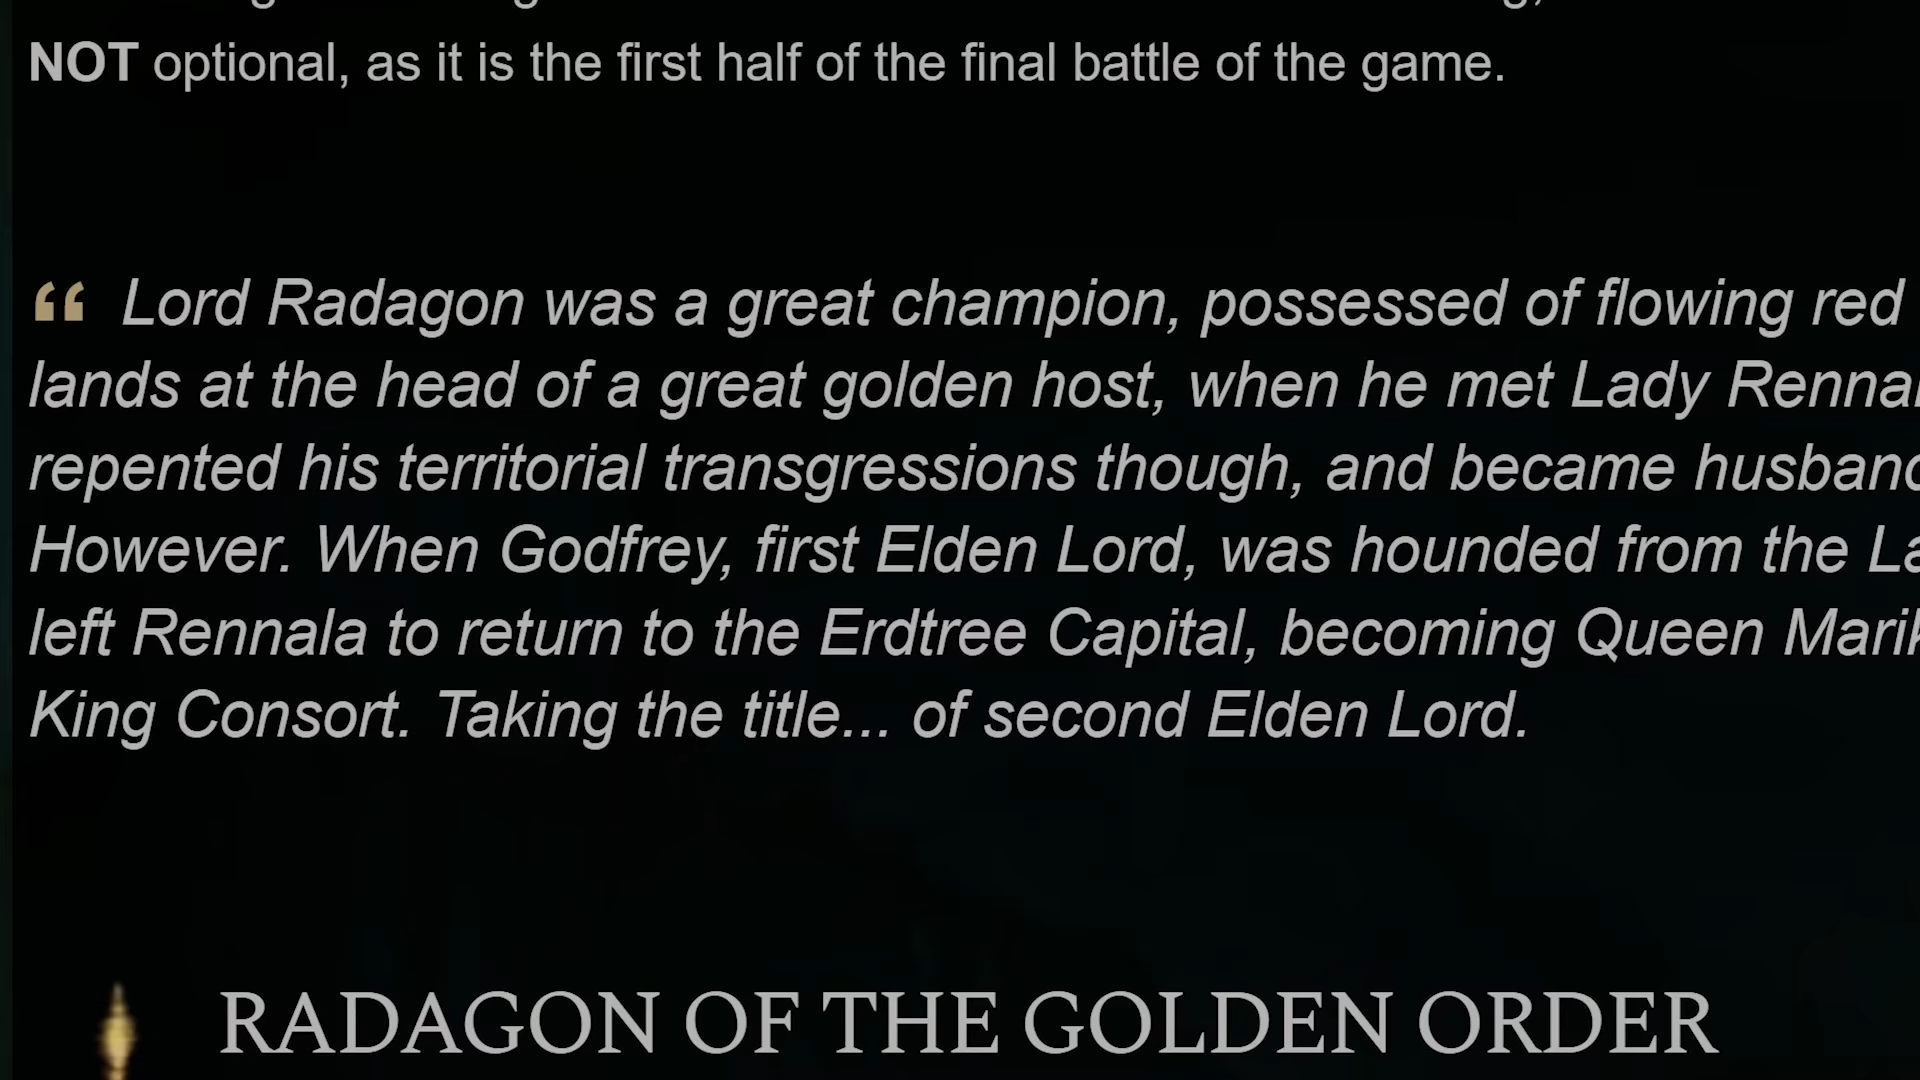 NOT optional, as it is the first half of the final battle of the game.
“ Lord Radagon was a great champion, possessed of flowing red
lands at the head of a great golden host, when he met Lady
repented his territorial transgressions though, and became
However. When Godfrey, first Elden Lord, was hounded from the
left Rennala to return to the Erdtree Capital, becoming Queen
King Consort. Taking the title... of second Elden Lord.
RADAGON OF THE GOLDEN ORDER